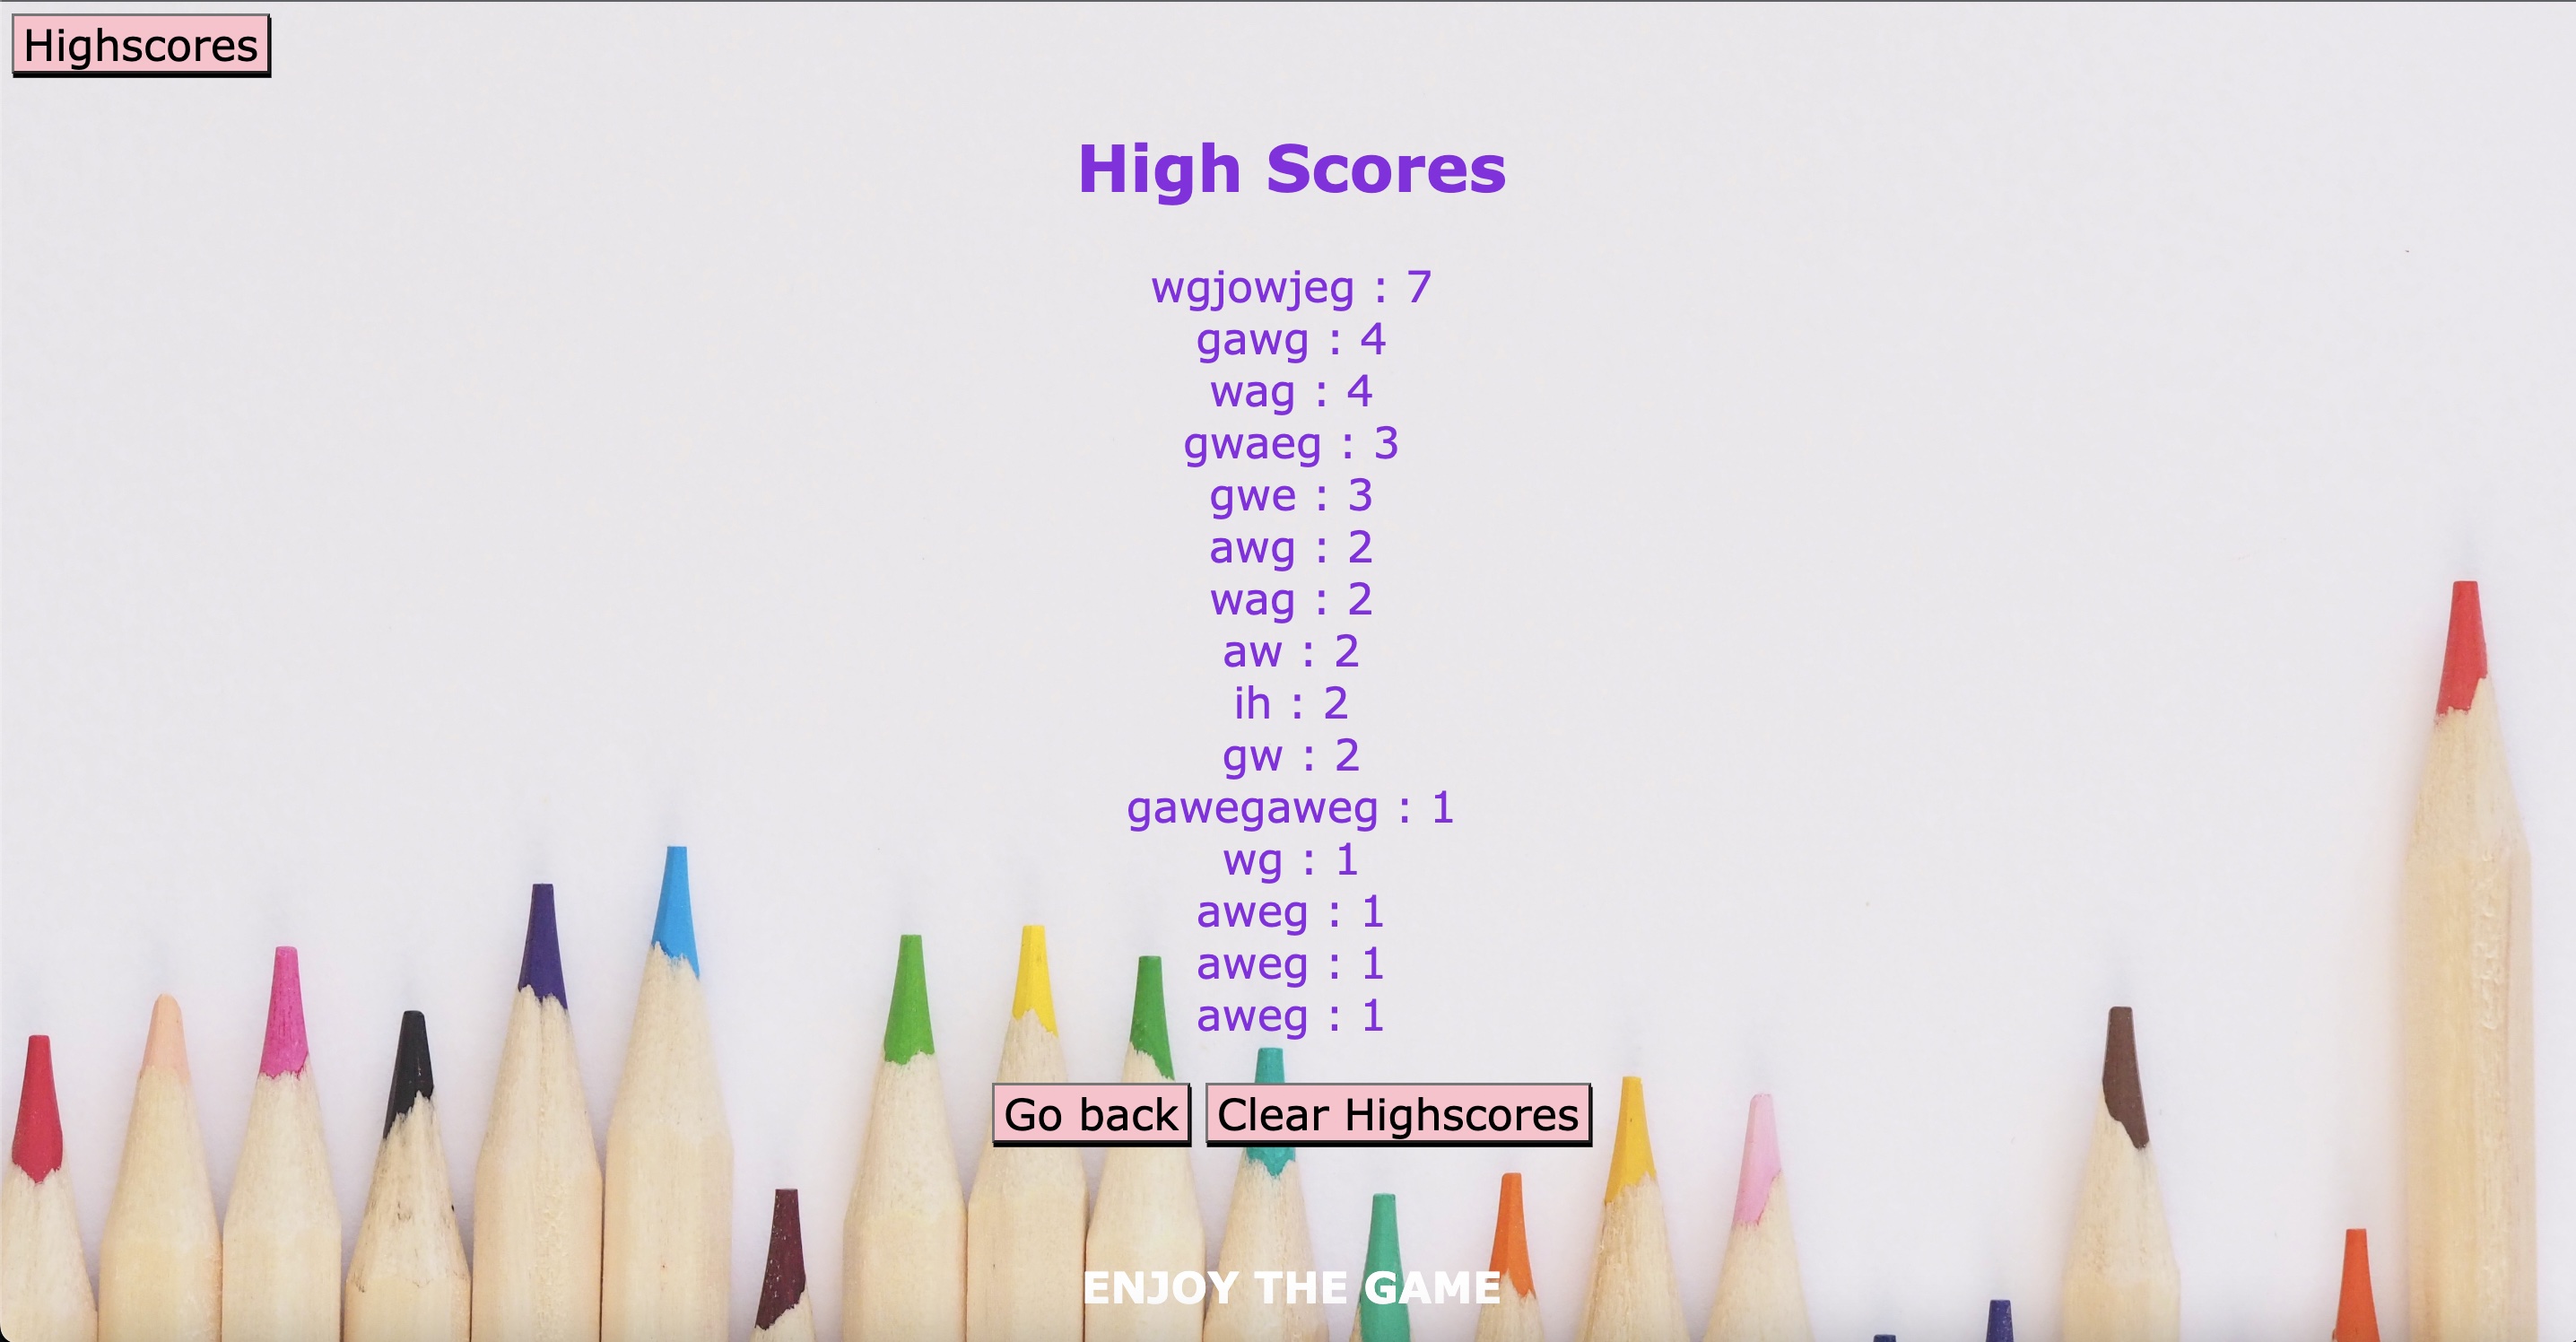 Highscores
High Scores
wgjowjeg : 7
gawg : 4
wag : 4
gwaeg : 3
gwe : 3
awg : 2
wag : 2
aw : 2
ih : 2
gw : 2
gawegaweg : 1
wg : 1
aweg : 1
aweg : 1
aweg : 1
Go back Clear Highscores
ENJOY THE GAME